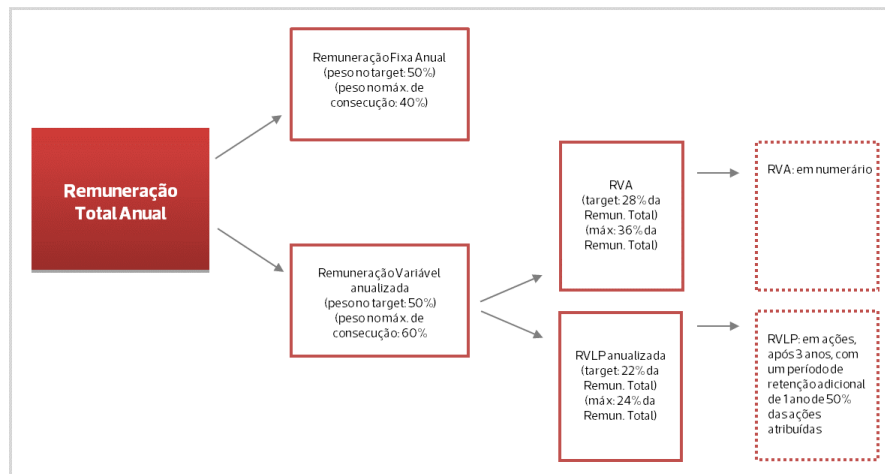 Remuneração
Total Anual
Remuneração Fixa Anual
(peso no target: 50%)
(peso no máx. de
consecução: 40%)
Remuneração Variável
anualizada
(peso no target: 50%)
(peso no máx. de
consecução: 60%
RVA
(target: 28% da
Remun. Total)
(máx: 36% da
Remun. Total)
RVA: em numerário
RVLP anualizada
(target: 22% da
Remun. Total)
(máx: 24% da
Remun. Total)
RVLP: em ações,
após 3 anos, com
um período de
retenção adicional
de 1 ano de 50%
das ações
atribuídas